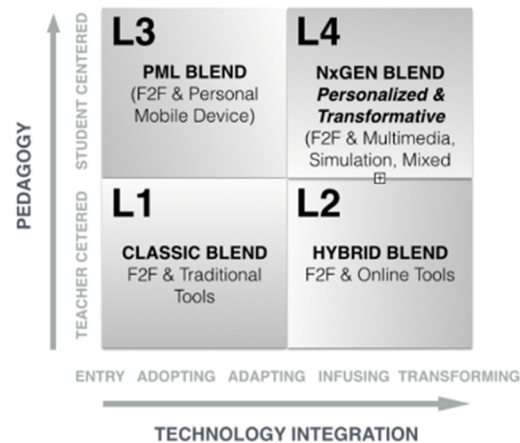 PEDAGOGY
STUDENT CENTERED
TEACHER CETERED
L3
PML BLEND
(F2F & Personal
Mobile Device)
L4
NxGEN BLEND
Personalized &
Transformative
(F2F & Multimedia,
Simulation, Mixed
L1
CLASSIC BLEND
F2F & Traditional
Tools
L2
HYBRID BLEND
F2F & Online Tools
ENTRY ADOPTING ADAPTING INFUSING TRANSFORMING
TECHNOLOGY INTEGRATION